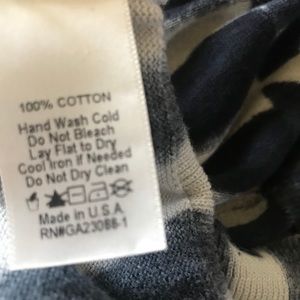 100% COTTON
Hand Wash Cold
Do Not Bleach
Lay Flat to Dry
Cool Iron if Needed
Do Not Dry Clean
Made in U.S.A.
RN#GA23088-1